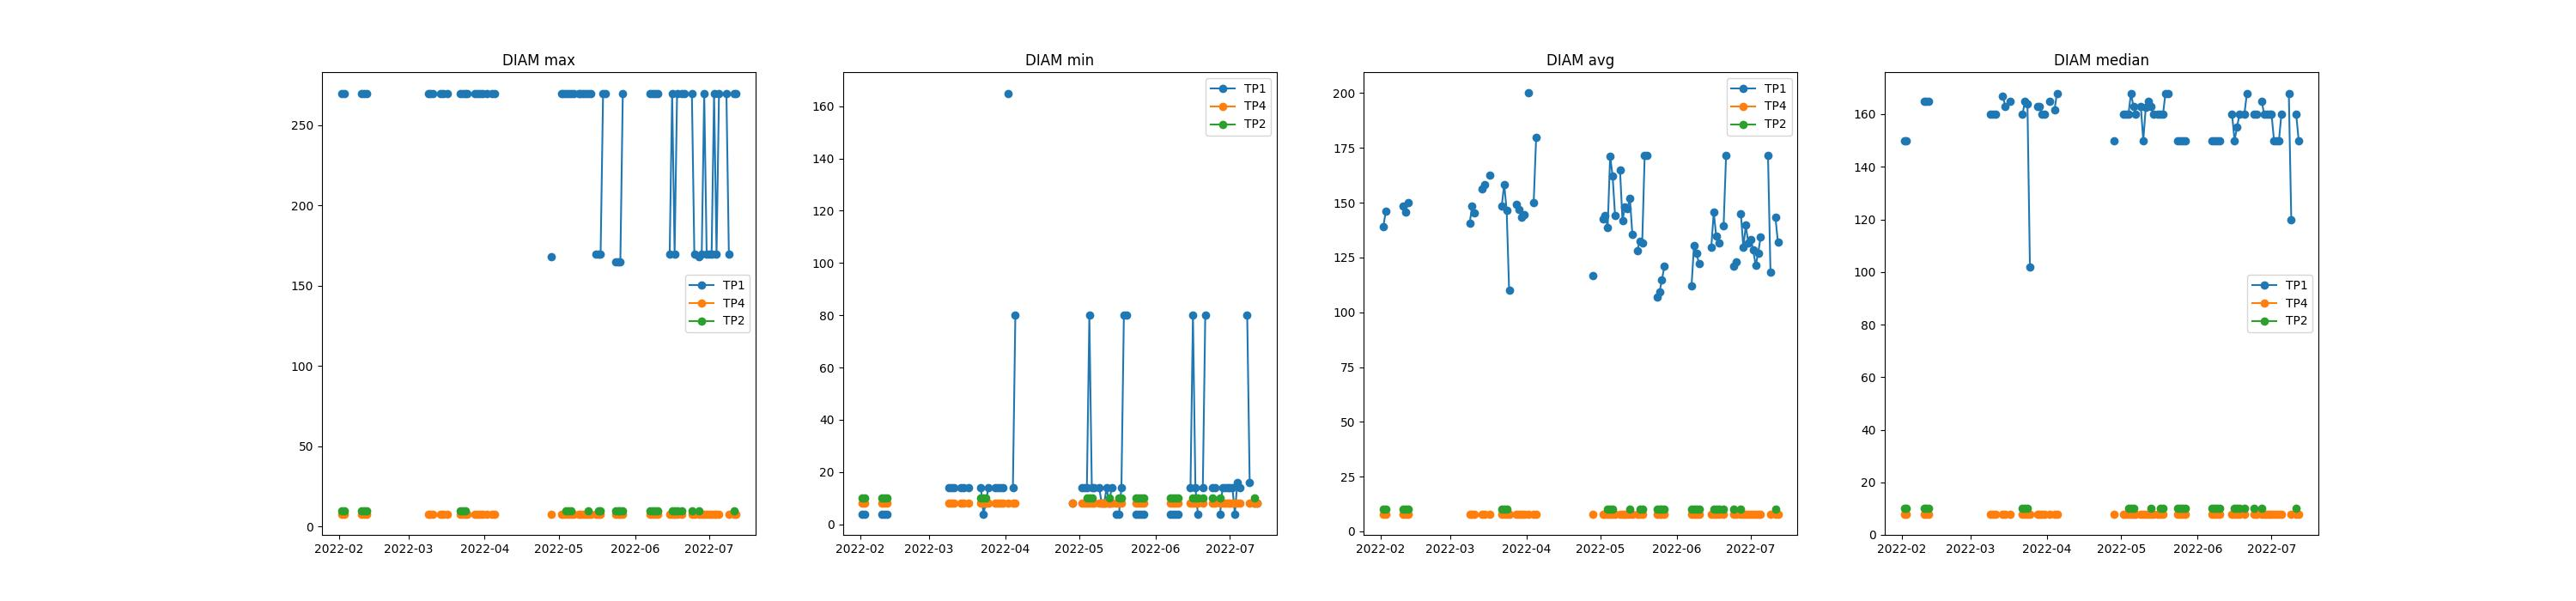 DIAM max
250
200
150
100
50
0
2022-02 2022-03 2022-04 2022-05 2022-06 2022-07
TP1
TP4
TP2
DIAM min
160
140
120
100
80
60
40
20
0
2022-02 2022-03 2022-04 2022-05 2022-06 2022-07
TP1
TP4
TP2
DIAM avg
200
175
150
125
100
75
50
25
0
2022-02 2022-03 2022-04 2022-05 2022-06 2022-07
TP1
TP4
TP2
DIAM median
160
140
120
100
80
60
40
20
0
2022-02 2022-03 2022-04 2022-05 2022-06 2022-07
TP1
TP4
TP2